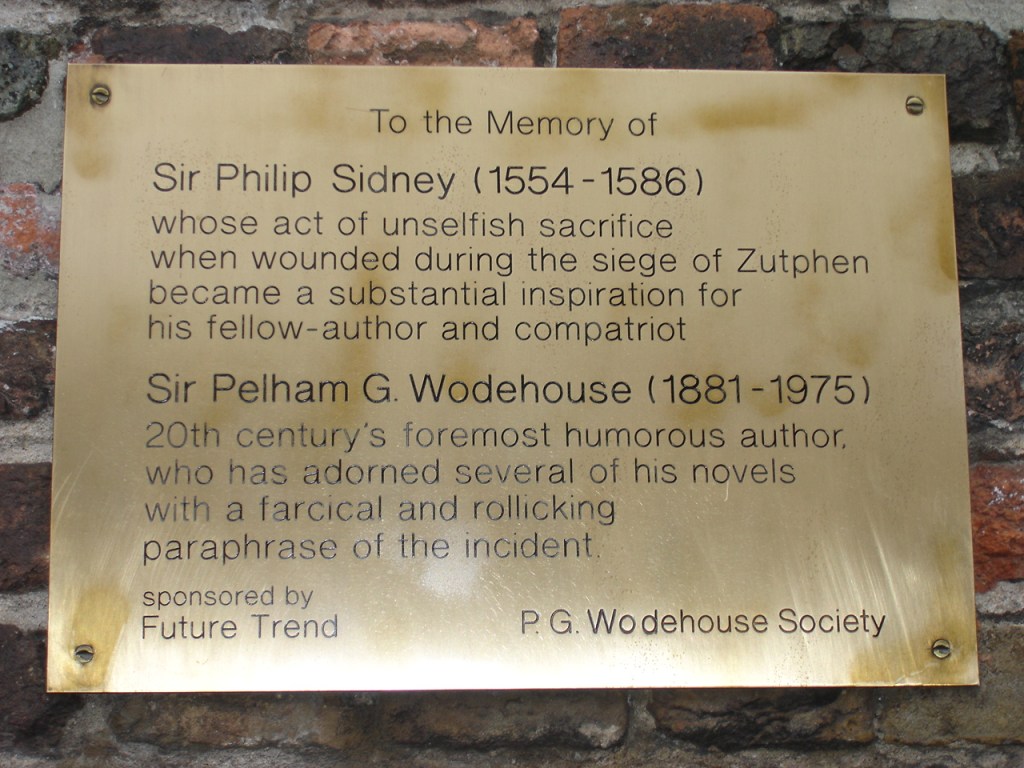 To the Memory of
Sir Philip Sidney (1554-1586)
whose act of unselfish sacrifice
when wounded during the siege of Zutphen
became a substantial inspiration for
his fellow-author and compatriot
Sir Pelham G. Wodehouse (1881-1975)
20th century's foremost humorous author,
who has adorned several of his novels
with a farcical and rollicking
paraphrase of the incident.
sponsored by
Future Trend
P. G. Wodehouse Society